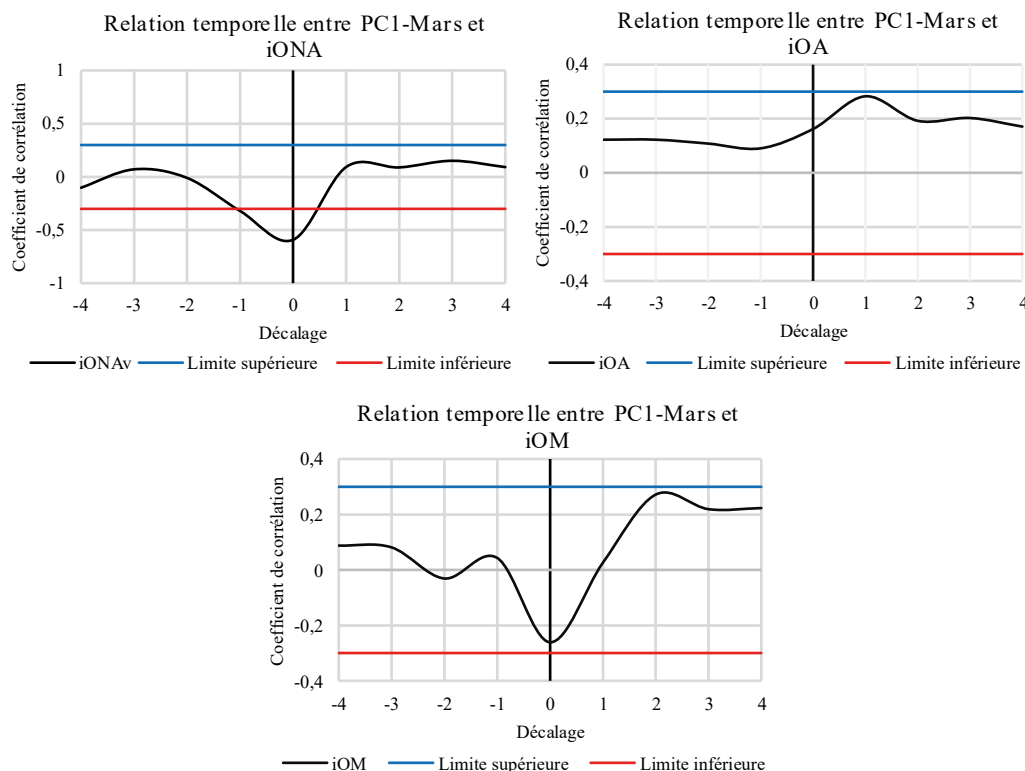 Relation temporelle entre PC1-Mars et
iONA
Coefficient de corrélation
1
0,5
0
-0,5
-1
-4 -3 -2 -1 0 1 2 3 4
Décalage
iONAv Limite supérieure Limite inférieure
Relation temporelle entre PC1-Mars et
iOA
Coefficient de corrélation
0,4
0,2
0
-0,2
-0,4
-4 -3 -2 -1 0 1 2 3 4
Décalage
iOA Limite supérieure Limite inférieure
Relation temporelle entre PC1-Mars et
iOM
Coefficient de corrélation
0,4
0,2
0
-0,2
-0,4
-4 -3 -2 -1 0 1 2 3 4
Décalage
iOM Limite supérieure Limite inférieure